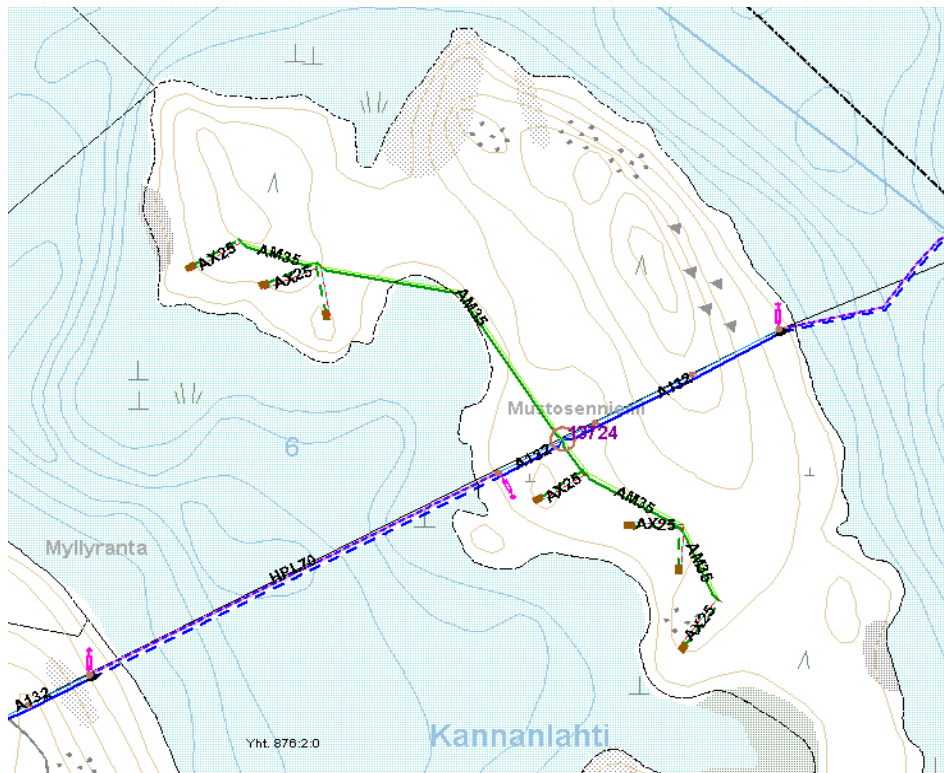 AX25
AM35
AX25
AM35
A132
Mustosenniemi
13724
A132
6
AX25
AM35
AX25
Myllyranta
AM35
HPL70
AX25
A132
Kannanlahti
Yht. 876:2:0